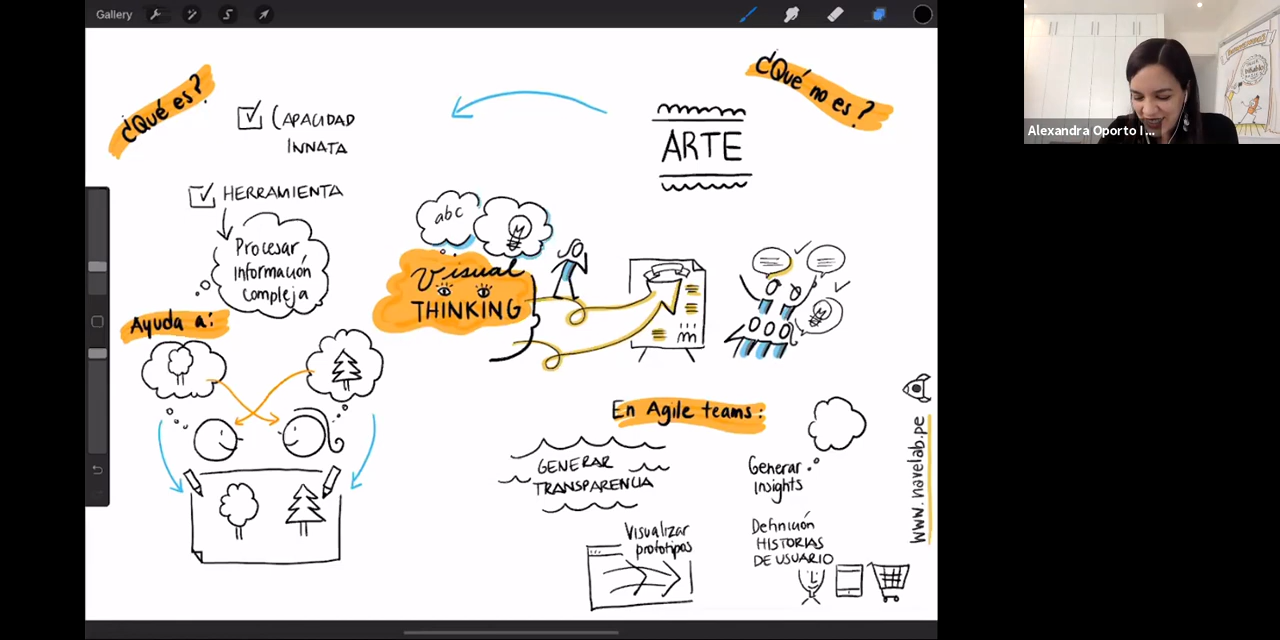 Gallery
¿Qué es?
CAPACIDAD
INNATA
HERRAMIENTA
Procesar
información
compleja
¿Qué no es?
ARTE
abc
Visual
THINKING
Ayuda a:
En Agile teams:
GENERAR
TRANSPARENCIA
Generar
Insights
Visualizar
prototipos
Definición
HISTORIAS
DE USUARIO
www.navelab.pe
Alexandra Oporto I...